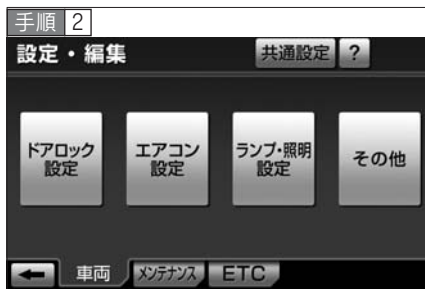 手順 2
設定・編集 共通設定 ?
ドアロック
設定
エアコン
設定
ランプ・照明
設定
その他
車両 メンテナンス ETC